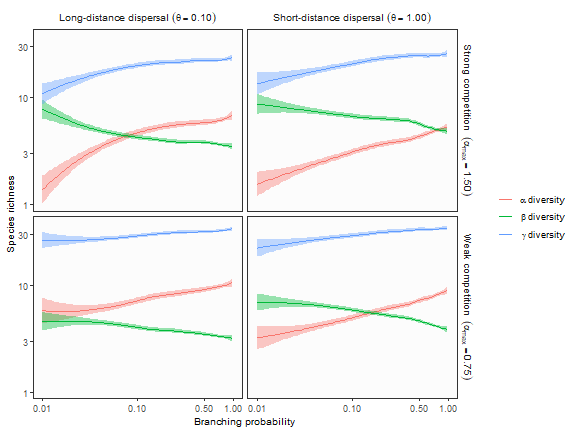 Long-distance dispersal (θ = 0.10)
Short-distance dispersal (θ = 1.00)
30
10
3
1
Strong competition (αmax = 1.50)
30
10
3
1
Weak competition (αmax = 0.75)
Species richness
0.01 0.10 0.50 1.00
0.01 0.10 0.50 1.00
Branching probability
α diversity
β diversity
γ diversity